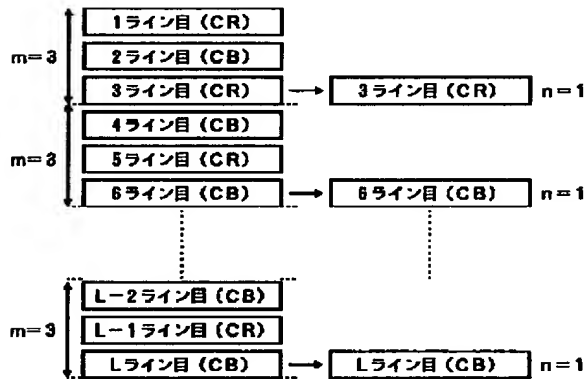 1ライン目 (CR)
m=3 2ライン目 (CB)
3ライン目 (CR) 3ライン目 (CR) n=1
4ライン目 (CB)
m=3 5ライン目 (CR)
6ライン目 (CB) 6ライン目 (CB) n=1
L-2ライン目 (CB)
m=3 L-1ライン目 (CR)
Lライン目 (CB) Lライン目 (CB) n=1